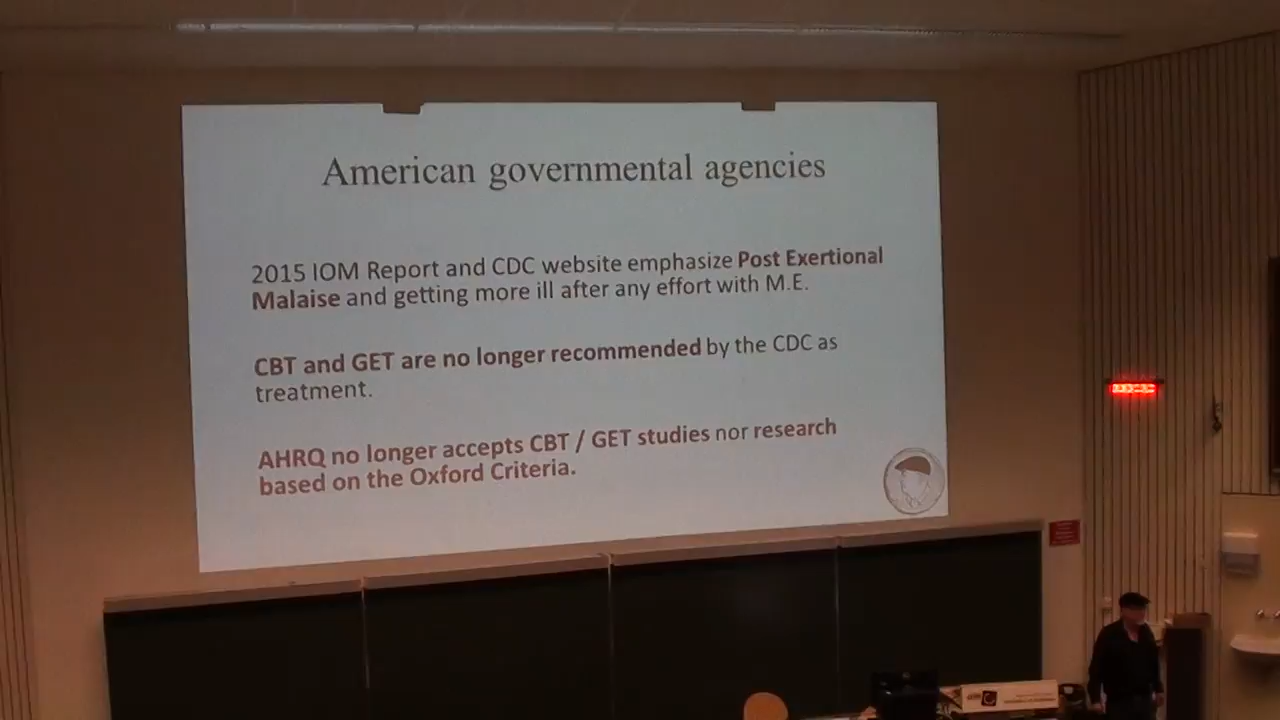 American governmental agencies
2015 IOM Report and CDC website emphasize Post Exertional
Malaise and getting more ill after any effort with M.E.
CBT and GET are no longer recommended by the CDC as
treatment.
AHRQ no longer accepts CBT / GET studies nor research
based on the Oxford Criteria.